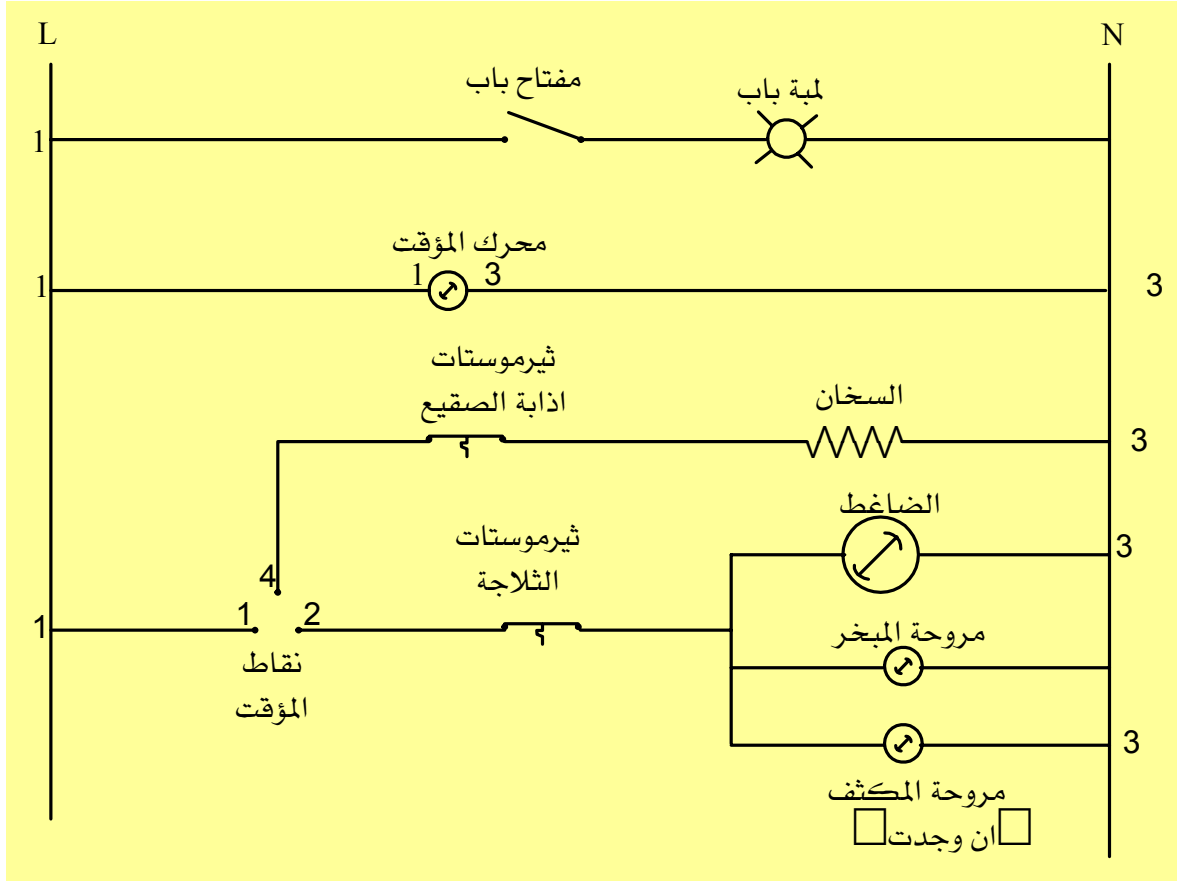 L
N
مفتاح باب
لمبة باب
1
محرك المؤقت
1
1
3
3
ثيرموستات
اذابة الصقيع
السخان
3
الضاغط
ثيرموستات
الثلاجة
3
4
1
1
2
نقاط
المؤقت
مروحة المبخر
3
مروحة المكثف
ان وجدت